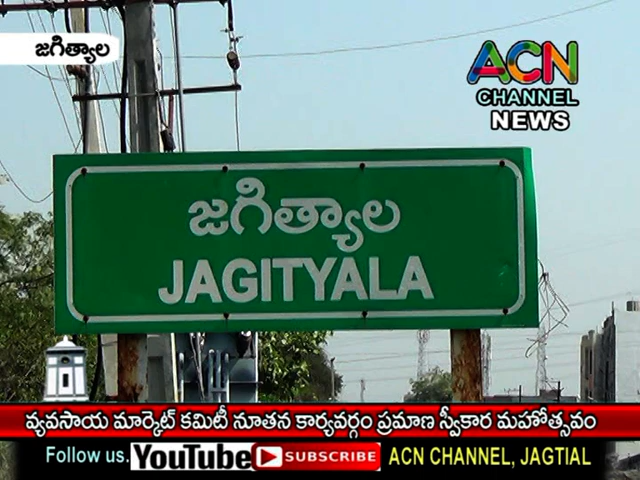 జగిత్యాల
ACN
CHANNEL
NEWS
జగిత్యాల
JAGITYALA
వ్యవసాయ మార్కెట్ కమిటీ నూతన కార్యవర్గం ప్రమాణ స్వీకార మహోత్సవం
Follow us. YouTube SUBSCRIBE ACN CHANNEL, JAGTIAL